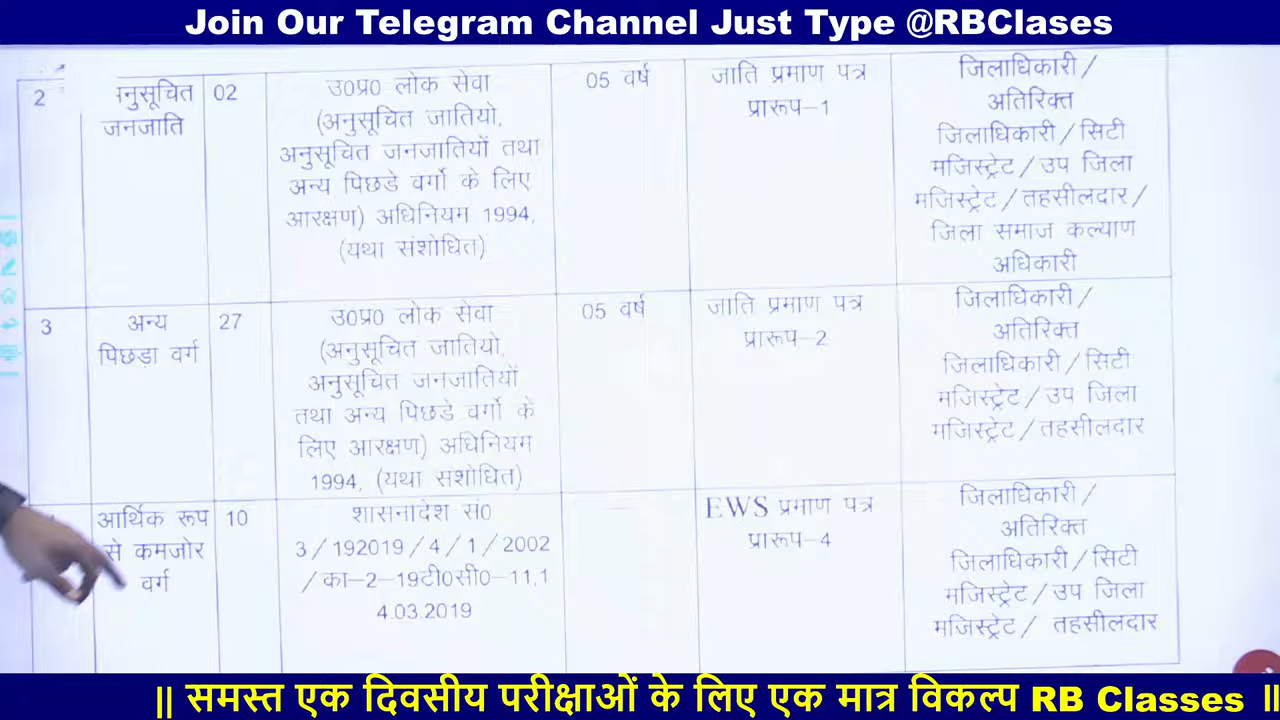 Join Our Telegram Channel Just Type @RBClases
2
जनजाति
02
उ0प्र0 लोक सेवा
(अनुसूचित जातियो,
अनुसूचित जनजातियों तथा
अन्य पिछडे वर्गो के लिए
आरक्षण) अधिनियम 1994,
(यथा संशोधित)
05 वर्ष
जाति प्रमाण पत्र
प्रारूप–1
जिलाधिकारी/
अतिरिक्त
जिलाधिकारी/सिटी
मजिस्ट्रेट/उप जिला
मजिस्ट्रेट/तहसीलदार/
जिला समाज कल्याण
अधिकारी
3
अन्य
पिछड़ा वर्ग
27
उ0प्र0 लोक सेवा
(अनुसूचित जातियो,
अनुसूचित जनजातियों
तथा अन्य पिछडे वर्गो के
लिए आरक्षण) अधिनियम
1994, (यथा सशोधित)
05 वर्ष
जाति प्रमाण पत्र
प्रारूप–2
जिलाधिकारी/
अतिरिक्त
जिलाधिकारी/सिटी
मजिस्ट्रेट/उप जिला
मजिस्ट्रेट/तहसीलदार
आर्थिक रूप
से कमजोर
वर्ग
10
शासनादेश सं0
3/192019/4/1/2002
/का–2–19टी0सी0–11,1
4.03.2019
EWS प्रमाण पत्र
प्रारूप–4
जिलाधिकारी/
अतिरिक्त
जिलाधिकारी/सिटी
मजिस्ट्रेट/उप जिला
मजिस्ट्रेट/ तहसीलदार
|| समस्त एक दिवसीय परीक्षाओं के लिए एक मात्र विकल्प RB Classes ||